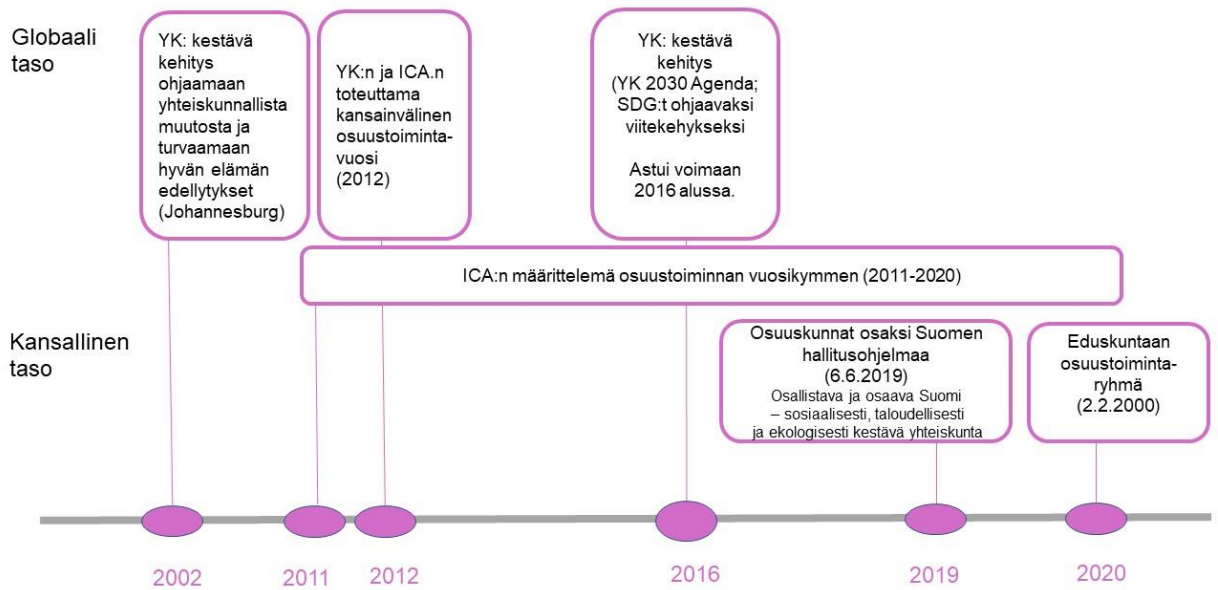 Globaali
taso
YK: kestävä
kehitys
ohjaamaan
yhteiskunnallista
muutosta ja
turvaamaan
hyvän elämän
edellytykset
(Johannesburg)
YK:n ja ICA.n
toteuttama
kansainvälinen
osuustoiminta-
vuosi
(2012)
YK: kestävä
kehitys
(YK 2030 Agenda;
SDG:t ohjaavaksi
viitekehykseksi
Astui voimaan
2016 alussa.
ICA:n määrittelemä osuustoiminnan vuosikymmen (2011-2020)
Kansallinen
taso
Osuuskunnat osaksi Suomen
hallitusohjelmaa
(6.6.2019)
Osallistava ja osaava Suomi
– sosiaalisesti, taloudellisesti
ja ekologisesti kestävä yhteiskunta
Eduskuntaan
osuustoiminta-
ryhmä
(2.2.2000)
2002
2011
2012
2016
2019
2020